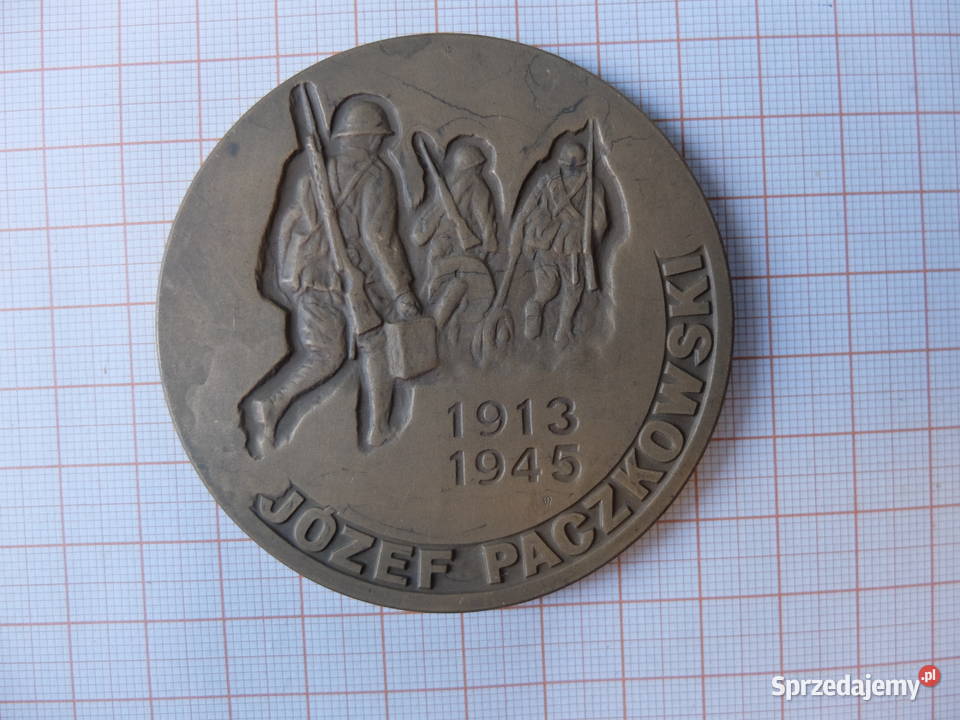 1913
1945
JÓZEF PACZKOWSKI
Sprzedajemy.pl